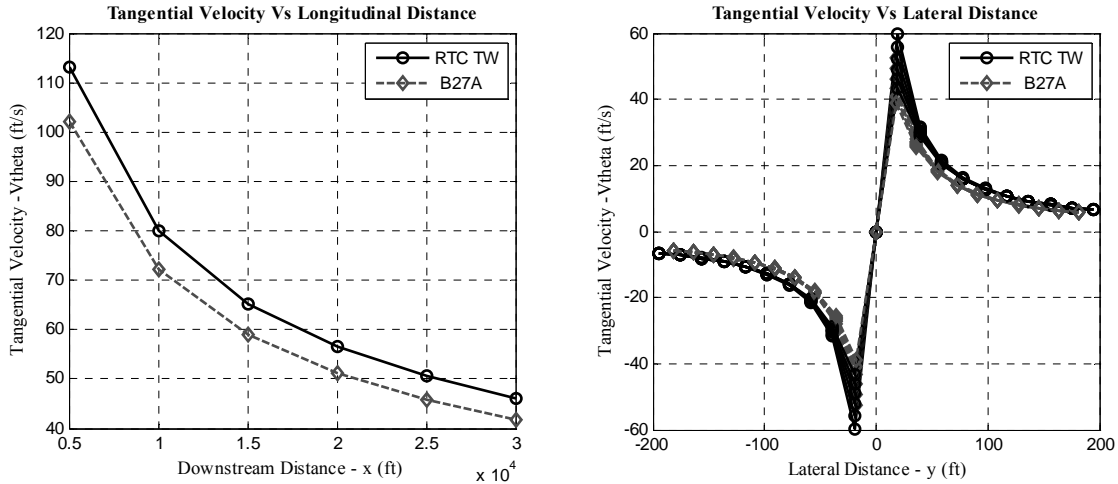 Tangential Velocity Vs Longitudinal Distance
120
110
100
90
80
70
60
50
40
Tangential Velocity -Vtheta (ft/s)
RTC TW
B27A
0.5
1
1.5
2
2.5
3
Downstream Distance - x (ft)
x 10^4
Tangential Velocity Vs Lateral Distance
60
40
20
0
-20
-40
-60
Tangential Velocity - Vtheta (ft/s)
RTC TW
B27A
-200
-100
0
100
200
Lateral Distance - y (ft)